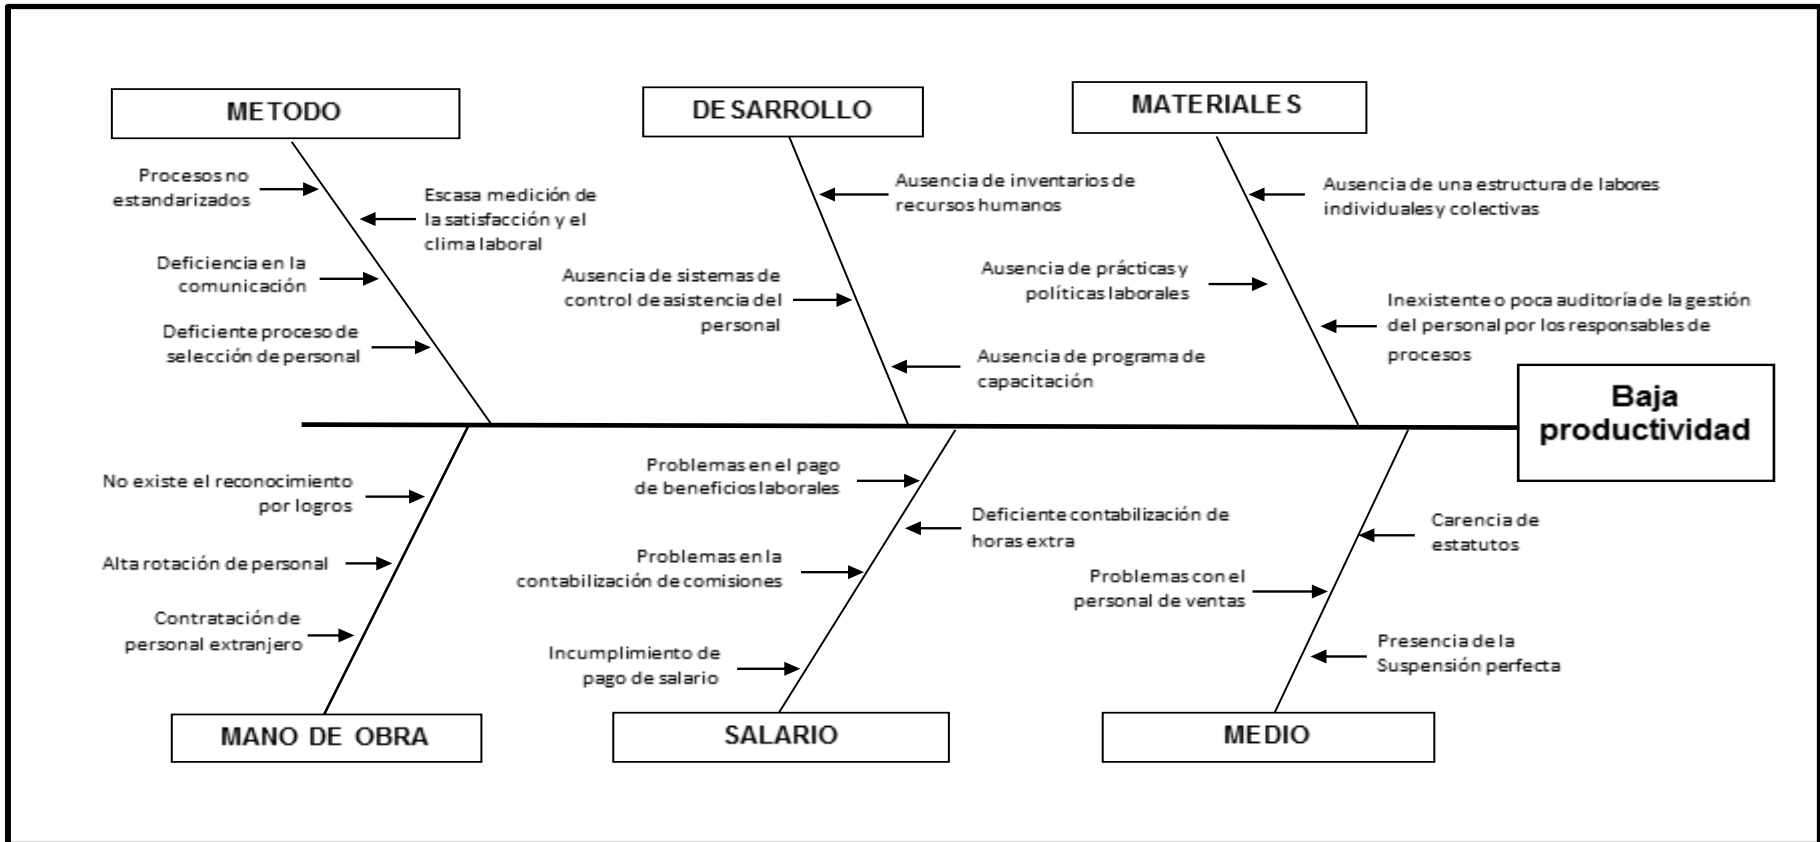 METODO
DESARROLLO
MATERIALES
Procesos no
estandarizados
Escasa medición de
la satisfacción y el
clima laboral
Deficiencia en la
comunicación
Deficiente proceso de
selección de personal
Ausencia de inventarios de
recursos humanos
Ausencia de sistemas de
control de asistencia del
personal
Ausencia de programa de
capacitación
Ausencia de una estructura de labores
individuales y colectivas
Ausencia de prácticas y
políticas laborales
Inexistente o poca auditoría de la gestión
del personal por los responsables de
procesos
Baja
productividad
No existe el reconocimiento
por logros
Alta rotación de personal
Contratación de
personal extranjero
Problemas en el pago
de beneficios laborales
Deficiente contabilización de
horas extra
Problemas en la
contabilización de comisiones
Incumplimiento de
pago de salario
Carencia de
estatutos
Problemas con el
personal de ventas
Presencia de la
Suspensión perfecta
MANO DE OBRA
SALARIO
MEDIO